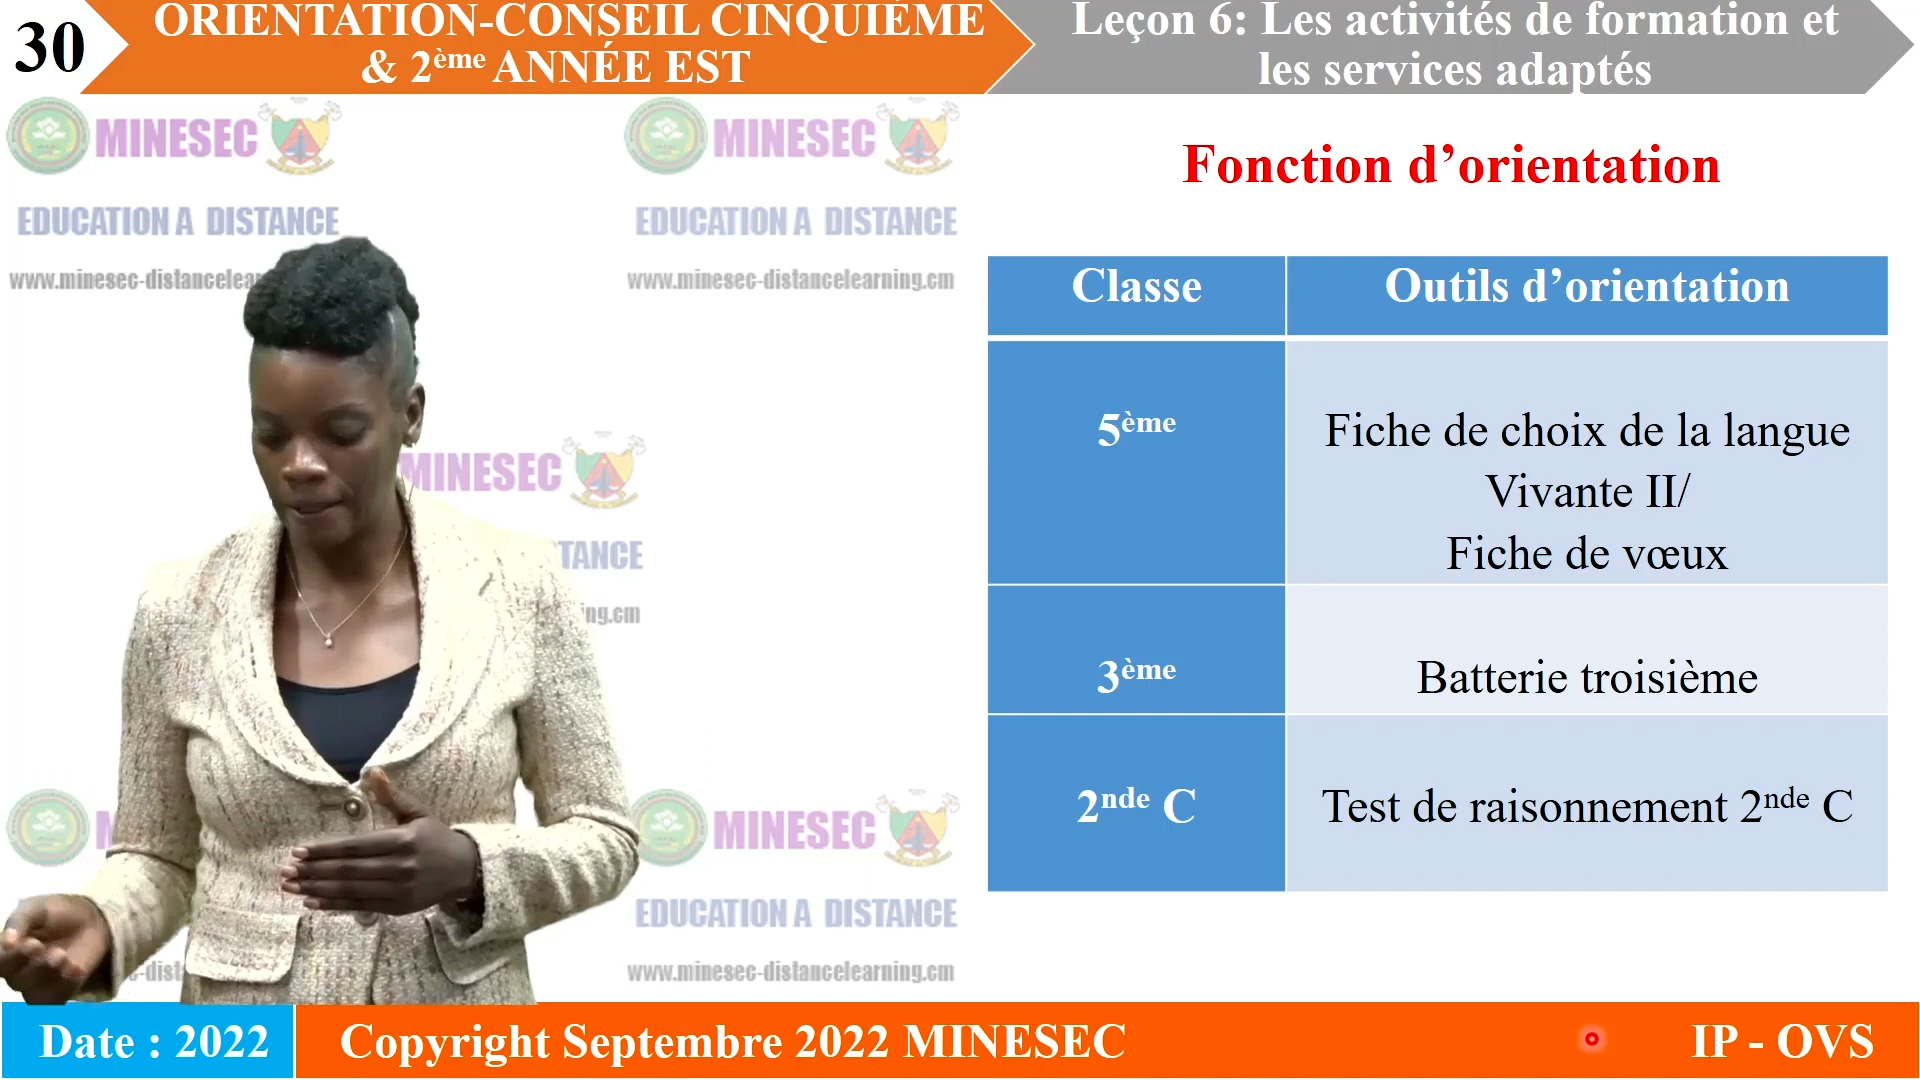 30
ORIENTATION-CONSEIL CINQUIÈME
& 2ème ANNÉE EST
Leçon 6: Les activités de formation et
les services adaptés
MINESEC
EDUCATION A DISTANCE
MINESEC
EDUCATION A DISTANCE
www.minesec-distancelearning.cm
Fonction d’orientation
Classe
Outils d’orientation
5ème
Fiche de choix de la langue
Vivante II/
Fiche de vœux
3ème
Batterie troisième
2nde C
Test de raisonnement 2nde C
MINESEC
MINESEC
EDUCATION A DISTANCE
www.minesec-distancelearning.cm
Date : 2022
Copyright Septembre 2022 MINESEC
IP - OVS